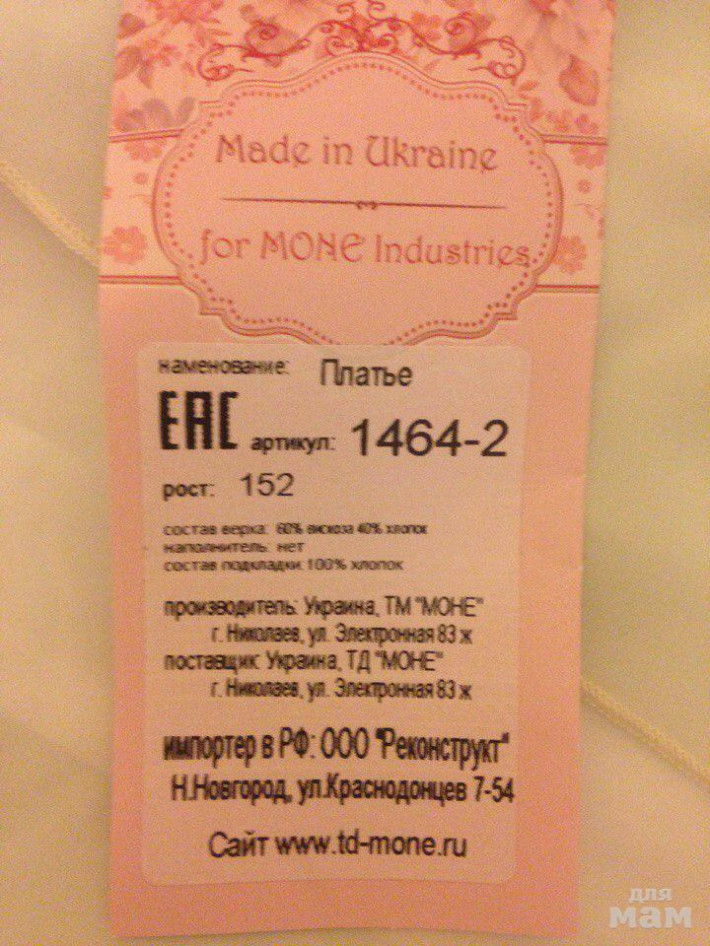 Made in Ukraine
for MONE Industries
наменование: Платье
ЕАС артикул: 1464-2
рост: 152
состав верха: 60% вискоза 40% хлопок
наполнитель: нет
состав подкладки: 100% хлопок
производитель: Украина, ТМ "МОНЕ"
г. Николаев, ул. Электронная 83 ж
поставщик: Украина, ТД "МОНЕ"
г. Николаев, ул. Электронная 83 ж
импортер в РФ: ООО "Реконструкт"
Н.Новгород, ул.Краснодонцев 7-54
Сайт www.td-mone.ru
для
мам